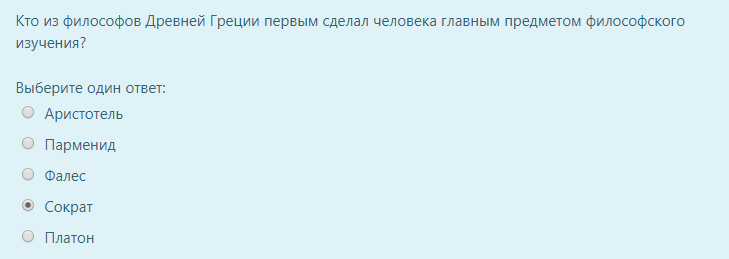 Кто из философов Древней Греции первым сделал человека главным предметом философского
изучения?
Выберите один ответ:
Аристотель
Парменид
Фалес
Сократ
Платон